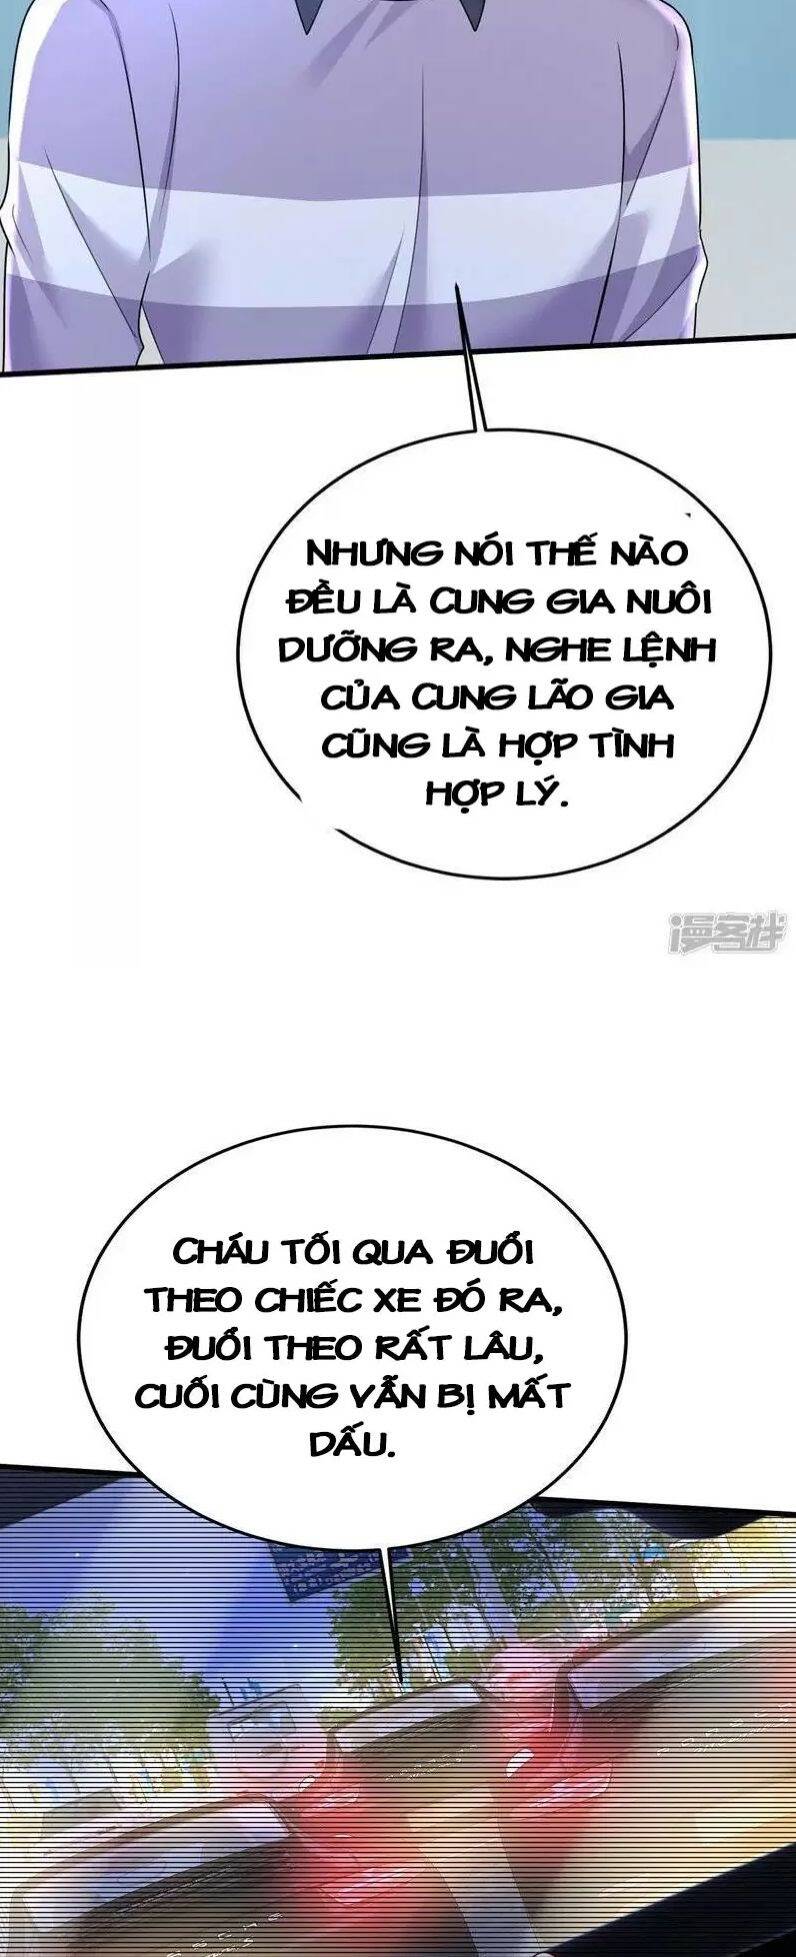 NHƯNG NÓI THẾ NÀO
ĐỀU LÀ CUNG GIA NUÔI
DƯỠNG RA, NGHE LỆNH
CỦA CUNG LÃO GIA
CŨNG LÀ HỢP TÌNH
HỢP LÝ.
漫客栈
CHÁU TỐI QUA ĐUỔI
THEO CHIẾC XE ĐÓ RA,
ĐUỔI THEO RẤT LÂU,
CUỐI CÙNG VẪN BỊ MẤT
DẤU.